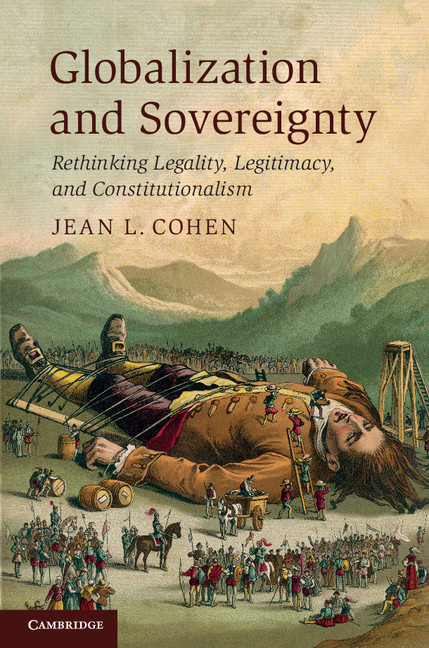 Globalization
and Sovereignty
Rethinking Legality, Legitimacy,
and Constitutionalism
JEAN L. COHEN
CAMBRIDGE